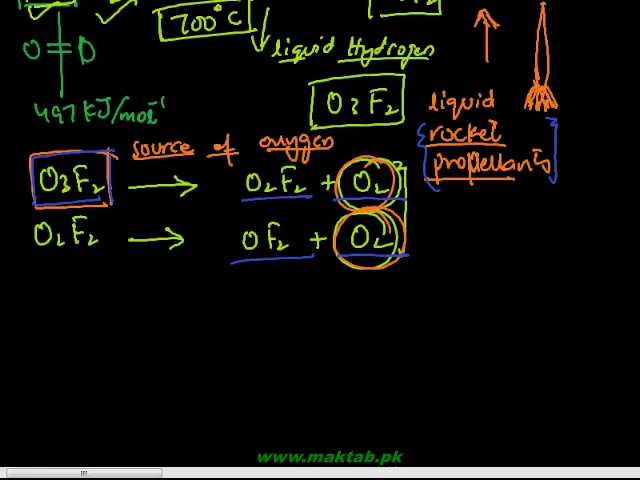 700°C
liquid Hydrogen
O=O
497 KJ/mol⁻¹
O3F2
liquid
rocket
propellants
source of oxygen
O3F2 → O2F2 + O2
O2F2 → OF2 + O2
www.maktab.pk